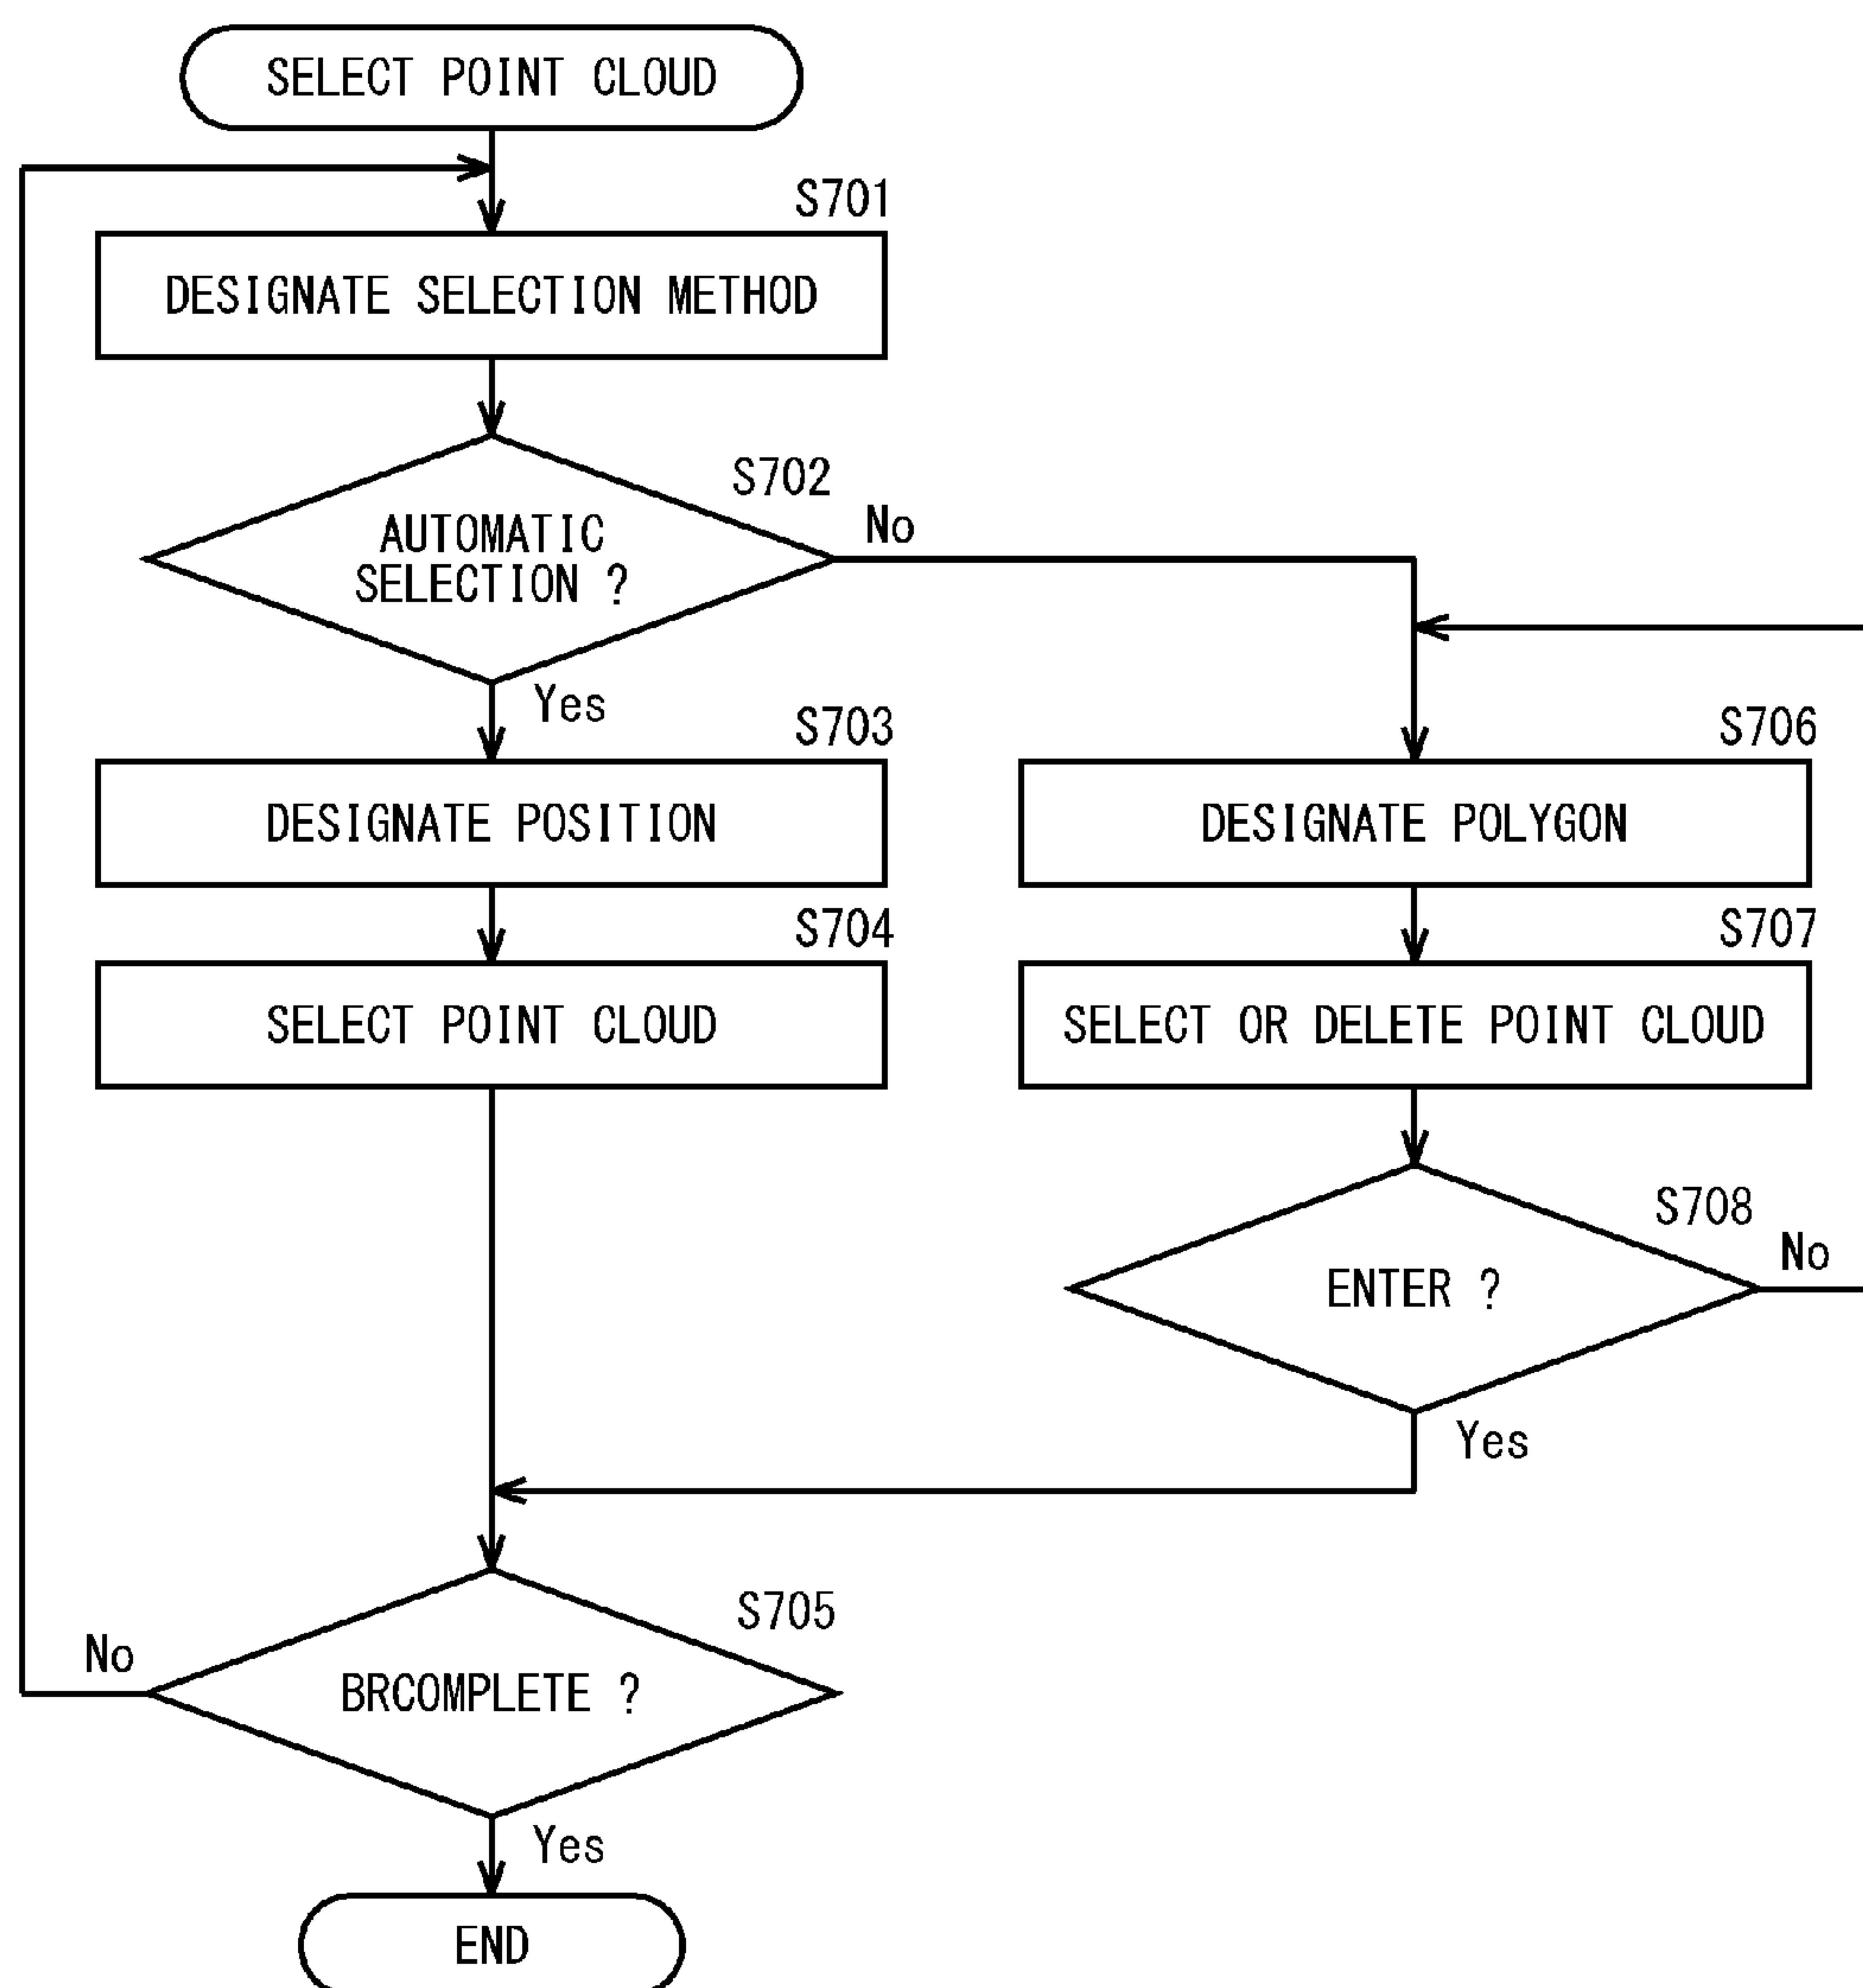 SELECT POINT CLOUD
S701
DESIGNATE SELECTION METHOD
S702
AUTOMATIC
SELECTION ?
No
Yes
S703
DESIGNATE POSITION
S704
SELECT POINT CLOUD
S706
DESIGNATE POLYGON
S707
SELECT OR DELETE POINT CLOUD
S708
ENTER ?
No
Yes
S705
BRCOMPLETE ?
No
Yes
END